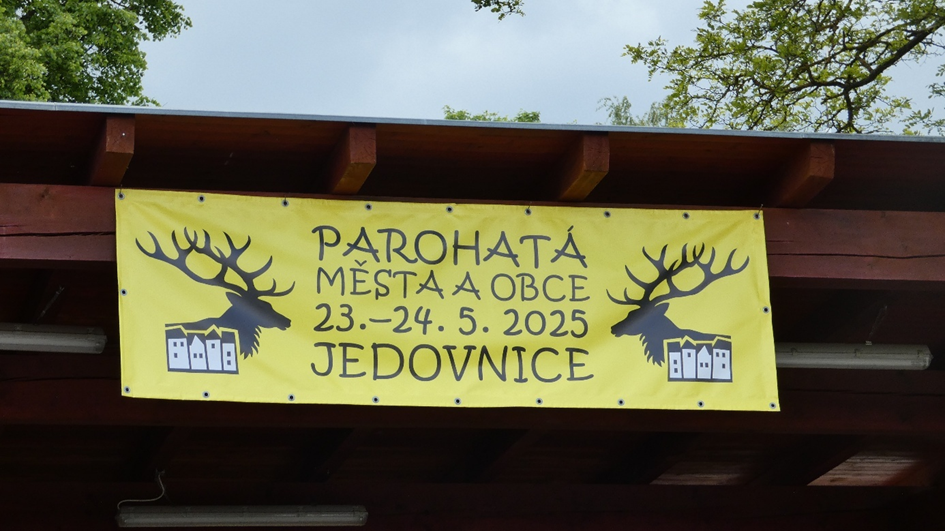 PAROHATÁ
MĚSTA A OBCE
23.–24. 5. 2025
JEDOVNICE